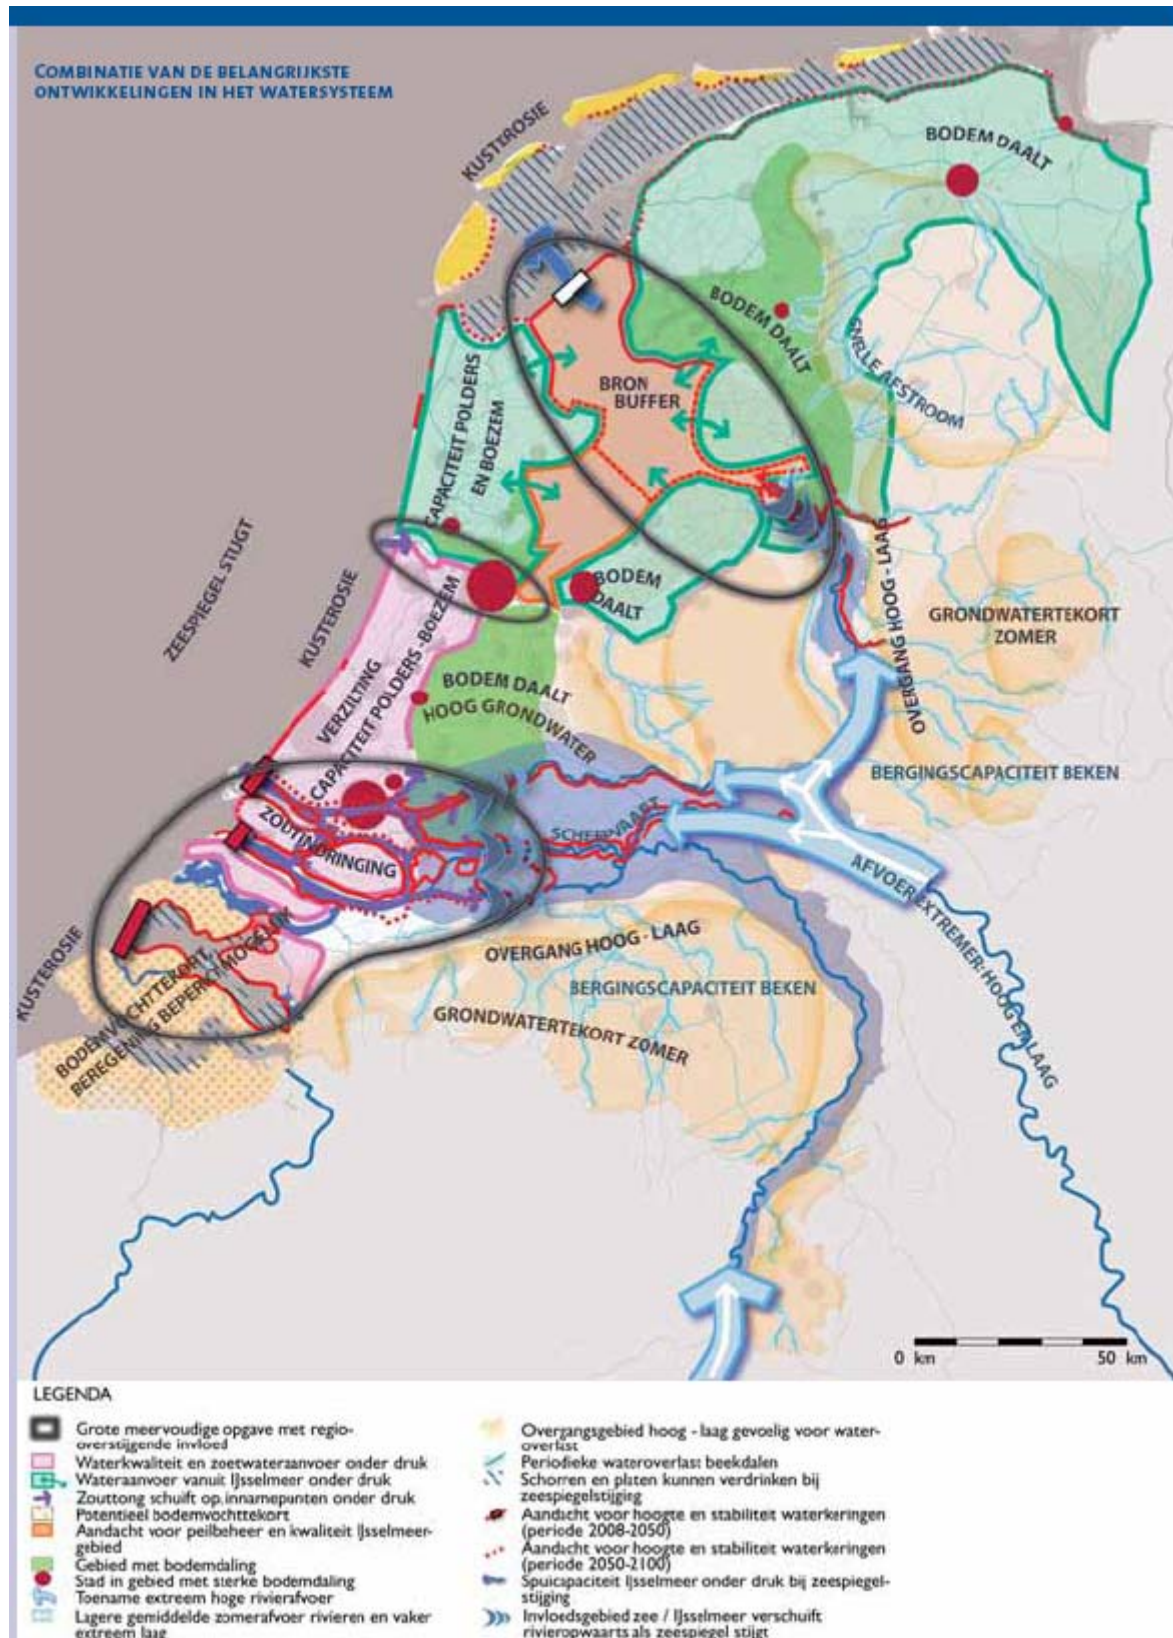 COMBINATIE VAN DE BELANGRIJKSTE
ONTWIKKELINGEN IN HET WATERSYSTEEM
KUSTEROSIE
BODEM DAALT
BODEM DAALT
SNELLE AFSTROOM
BRON
BUFFER
CAPACITEIT POLDERS
EN BOEZEM
ZEESPIEGEL STIJGT
KUSTEROSIE
BODEM
DAALT
OVERGANG HOOG - LAAG
GRONDWATERTEKORT
ZOMER
VERZILTING
CAPACITEIT POLDERS - BOEZEM
BODEM DAALT
HOOG GRONDWATER
BERGINGSCAPACITEIT BEKEN
SCHEEPVAART
ZOUTINDRINGING
AFVOER EXTREMER: HOOG EN LAAG
KUSTEROSIE
BODEMVOCHTTEKORT
BEREGENING BEPERKT MOGELIJK
OVERGANG HOOG - LAAG
BERGINGSCAPACITEIT BEKEN
GRONDWATERTEKORT ZOMER
0 km 50 km
LEGENDA
Grote meervoudige opgave met regio-
overstijgende invloed
Waterkwaliteit en zoetwateraanvoer onder druk
Wateraanvoer vanuit IJsselmeer onder druk
Zouttong schuift op, innamepunten onder druk
Potentieel bodemvochttekort
Aandacht voor peilbeheer en kwaliteit IJsselmeer-
gebied
Gebied met bodemdaling
Stad in gebied met sterke bodemdaling
Toename extreem hoge rivierafvoer
Lagere gemiddelde zomerafvoer rivieren en vaker
extreem laag
Overgangsgebied hoog - laag gevoelig voor water-
overlast
Periodieke wateroverlast beekdalen
Schorren en platen kunnen verdrinken bij
zeespiegelstijging
Aandacht voor hoogte en stabiliteit waterkeringen
(periode 2008-2050)
Aandacht voor hoogte en stabiliteit waterkeringen
(periode 2050-2100)
Spuicapaciteit IJsselmeer onder druk bij zeespiegel-
stijging
Invloedsgebied zee / IJsselmeer verschuift
rivieropwaarts als zeespiegel stijgt